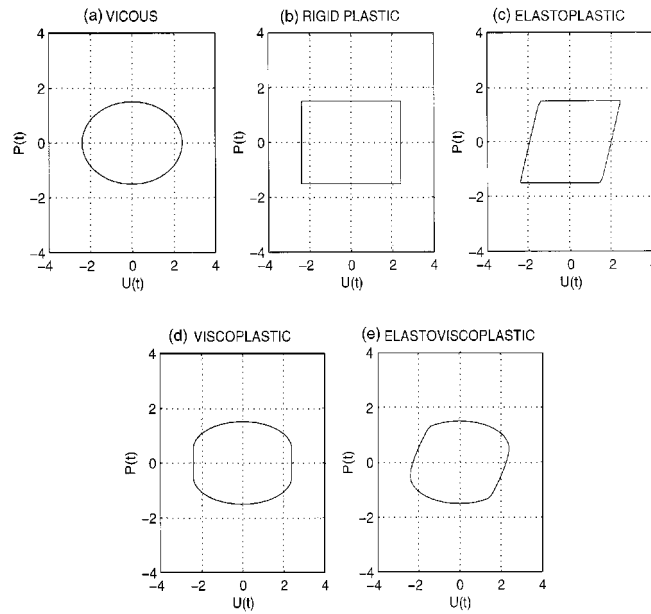 (a) VICOUS
(b) RIGID PLASTIC
(c) ELASTOPLASTIC
4
2
0
−2
−4
P(t)
−4 −2 0 2 4
U(t)
4
2
0
−2
−4
P(t)
−4 −2 0 2 4
U(t)
4
2
0
−2
−4
P(t)
−4 −2 0 2 4
U(t)
(d) VISCOPLASTIC
(e) ELASTOVISCOPLASTIC
4
2
0
−2
−4
P(t)
−4 −2 0 2 4
U(t)
4
2
0
−2
−4
P(t)
−4 −2 0 2 4
U(t)